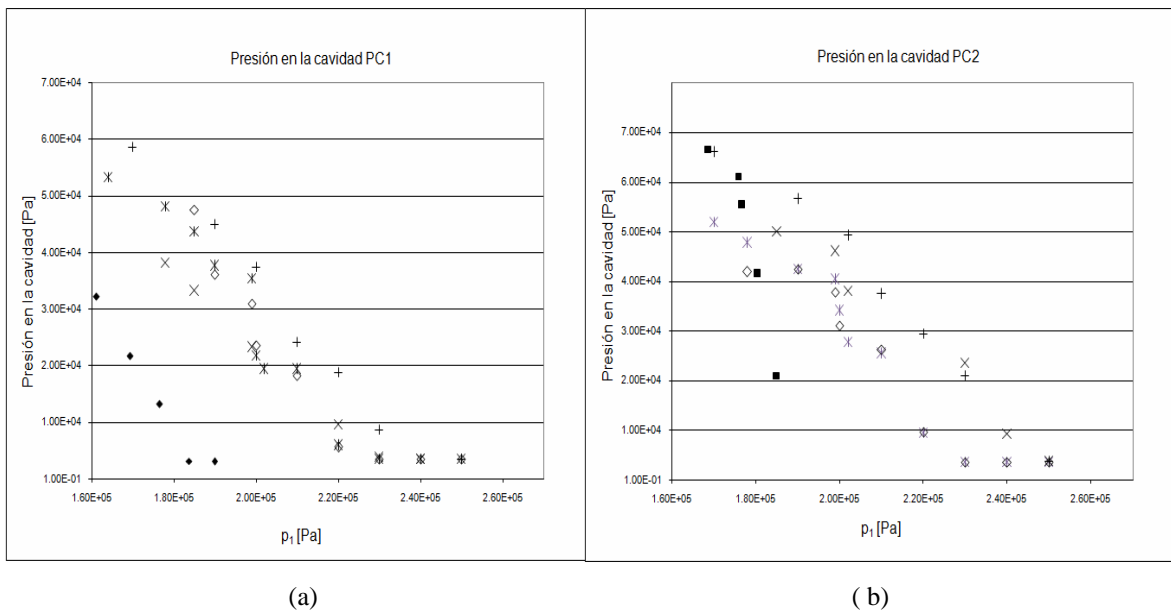 Presión en la cavidad PC1
7.00E+04
6.00E+04
5.00E+04
4.00E+04
3.00E+04
2.00E+04
1.00E+04
1.00E-01
Presión en la cavidad [Pa]
1.60E+05 1.80E+05 2.00E+05 2.20E+05 2.40E+05 2.60E+05
p1 [Pa]
(a)
Presión en la cavidad PC2
7.00E+04
6.00E+04
5.00E+04
4.00E+04
3.00E+04
2.00E+04
1.00E+04
1.00E-01
Presión en la cavidad [Pa]
1.60E+05 1.80E+05 2.00E+05 2.20E+05 2.40E+05 2.60E+05
p1 [Pa]
( b)